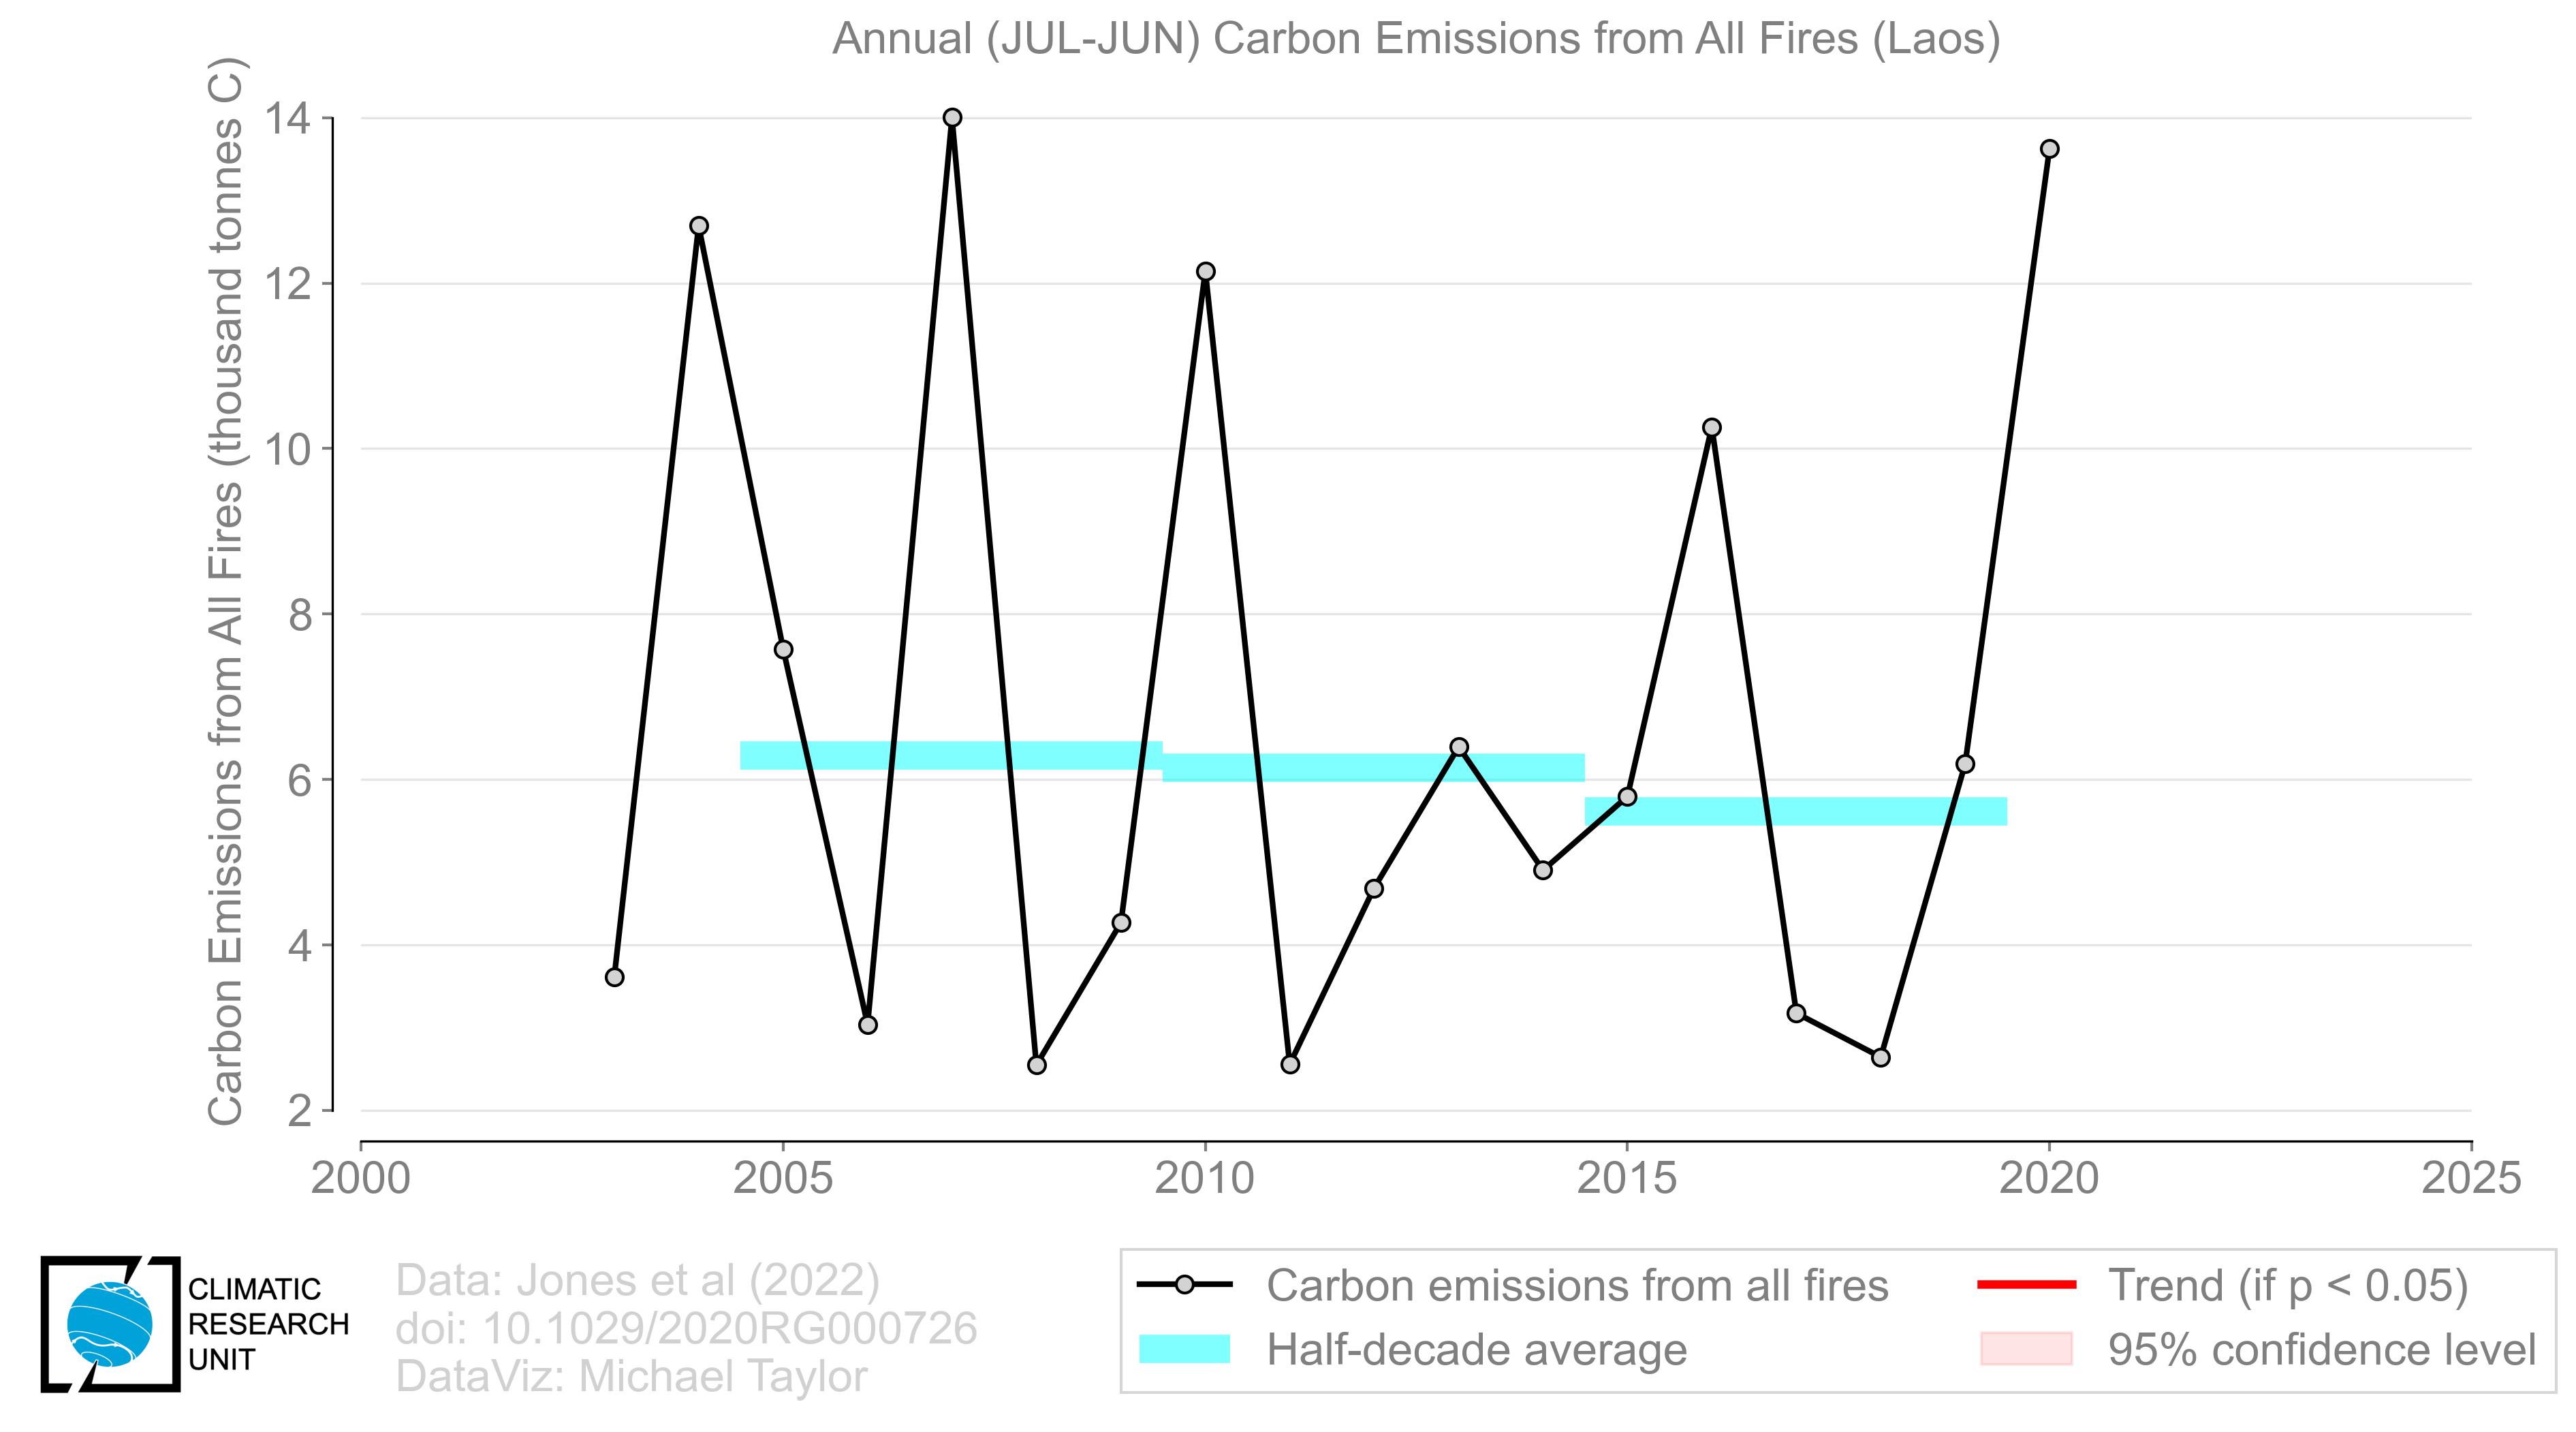 Annual (JUL-JUN) Carbon Emissions from All Fires (Laos)
Carbon Emissions from All Fires (thousand tonnes C)
14
12
10
8
6
4
2
2000 2005 2010 2015 2020 2025
CLIMATIC
RESEARCH
UNIT
Data: Jones et al (2022)
doi: 10.1029/2020RG000726
DataViz: Michael Taylor
Carbon emissions from all fires
Half-decade average
Trend (if p < 0.05)
95% confidence level